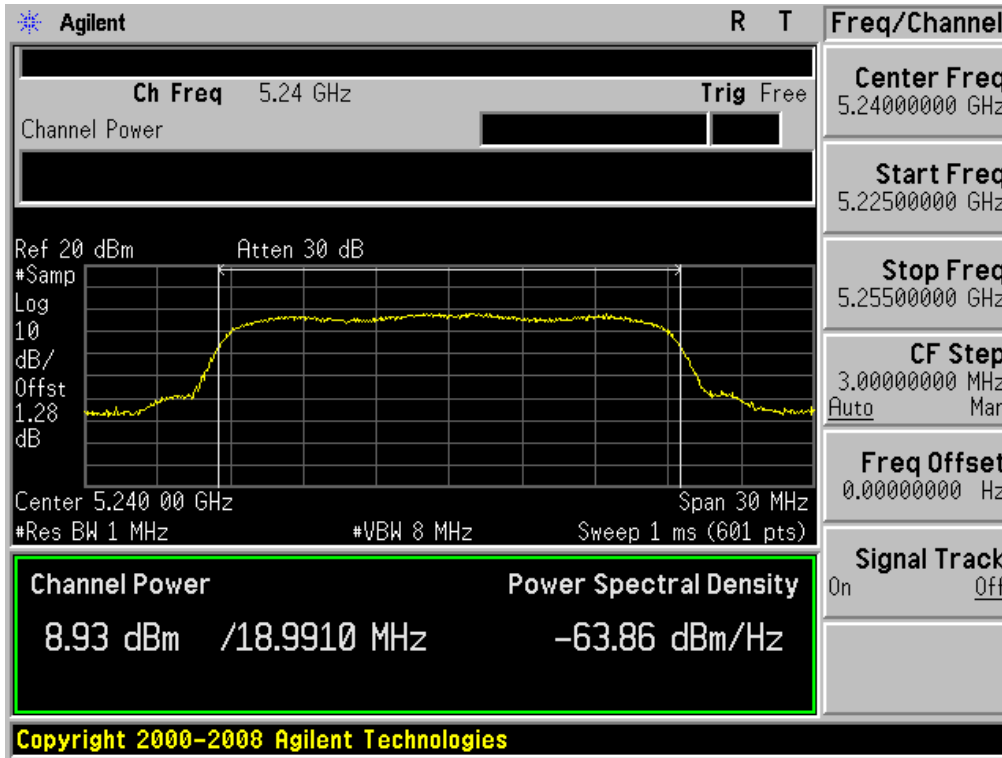 Agilent R T Freq/Channel
Ch Freq 5.24 GHz Trig Free
Channel Power
Center Freq
5.24000000 GHz
Start Freq
5.22500000 GHz
Stop Freq
5.25500000 GHz
CF Step
3.00000000 MHz
Auto Man
Freq Offset
0.00000000 Hz
Signal Track
On Off
Ref 20 dBm Atten 30 dB
#Samp
Log
10
dB/
Offst
1.28
dB
Center 5.240 00 GHz Span 30 MHz
#Res BW 1 MHz #VBW 8 MHz Sweep 1 ms (601 pts)
Channel Power Power Spectral Density
8.93 dBm /18.9910 MHz -63.86 dBm/Hz
Copyright 2000-2008 Agilent Technologies